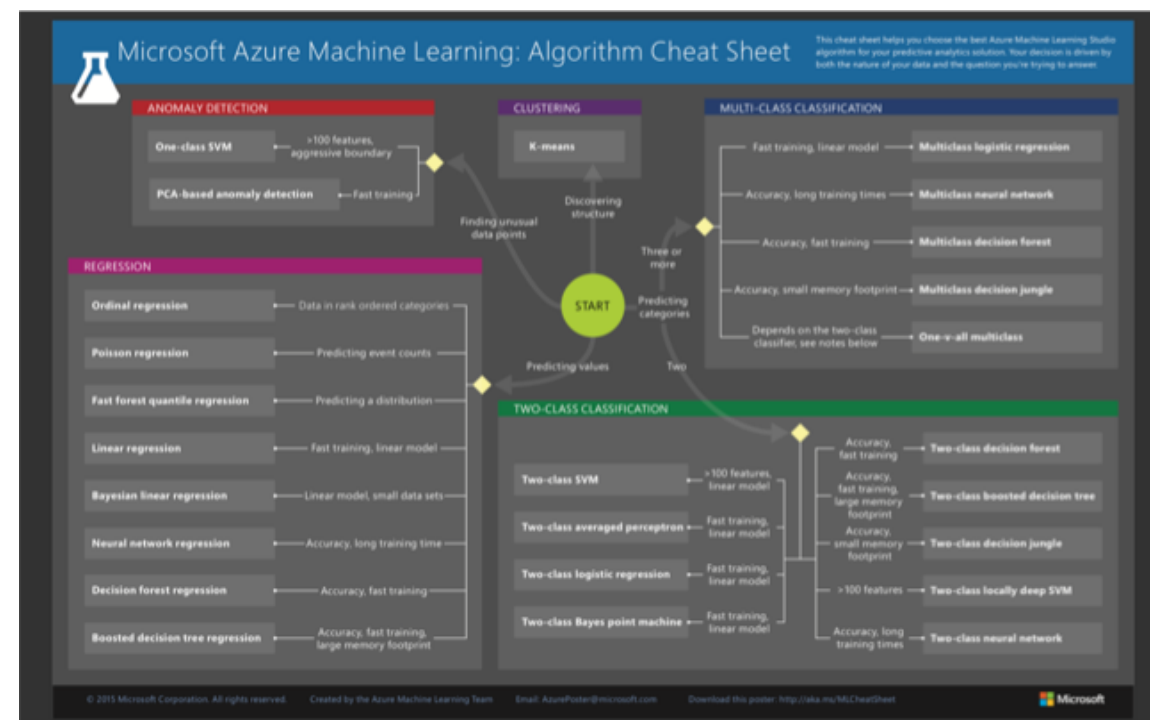 Microsoft Azure Machine Learning: Algorithm Cheat Sheet
This cheat sheet helps you choose the best Azure Machine Learning Studio
algorithm for your predictive analytics solution. Your decision is driven by
both the nature of your data and the question you're trying to answer.
ANOMALY DETECTION
One-class SVM
>100 features,
aggressive boundary
PCA-based anomaly detection
Fast training
CLUSTERING
K-means
MULTI-CLASS CLASSIFICATION
Fast training, linear model
Multiclass logistic regression
Accuracy, long training times
Multiclass neural network
Accuracy, fast training
Multiclass decision forest
Accuracy, small memory footprint
Multiclass decision jungle
Depends on the two-class
classifier, see notes below
One-v-all multiclass
Finding unusual
data points
Discovering
structure
Three or
more
START
Predicting
categories
Predicting values
Two
REGRESSION
Ordinal regression
Data in rank ordered categories
Poisson regression
Predicting event counts
Fast forest quantile regression
Predicting a distribution
Linear regression
Fast training, linear model
Bayesian linear regression
Linear model, small data sets
Neural network regression
Accuracy, long training time
Decision forest regression
Accuracy, fast training
Boosted decision tree regression
Accuracy, fast training,
large memory footprint
TWO-CLASS CLASSIFICATION
Two-class SVM
>100 features,
linear model
Two-class averaged perceptron
Fast training,
linear model
Two-class logistic regression
Fast training,
linear model
Two-class Bayes point machine
Fast training,
linear model
Accuracy,
fast training
Two-class decision forest
Accuracy,
fast training,
large memory
footprint
Two-class boosted decision tree
Accuracy,
small memory
footprint
Two-class decision jungle
>100 features
Two-class locally deep SVM
Accuracy, long
training times
Two-class neural network
© 2015 Microsoft Corporation. All rights reserved.
Created by the Azure Machine Learning Team
Email: AzurePoster@microsoft.com
Download this poster: http://aka.ms/MLCheatSheet
Microsoft